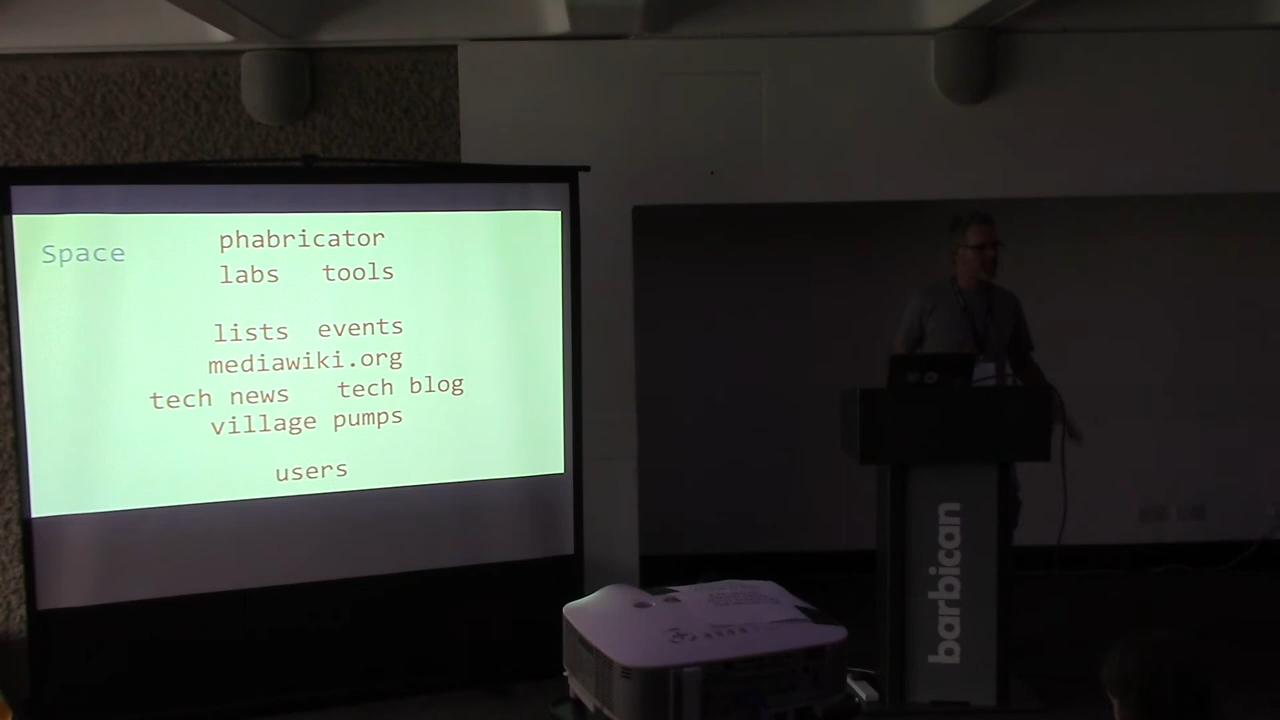 Space
phabricator
labs tools
lists events
mediawiki.org
tech news tech blog
village pumps
users
barbican